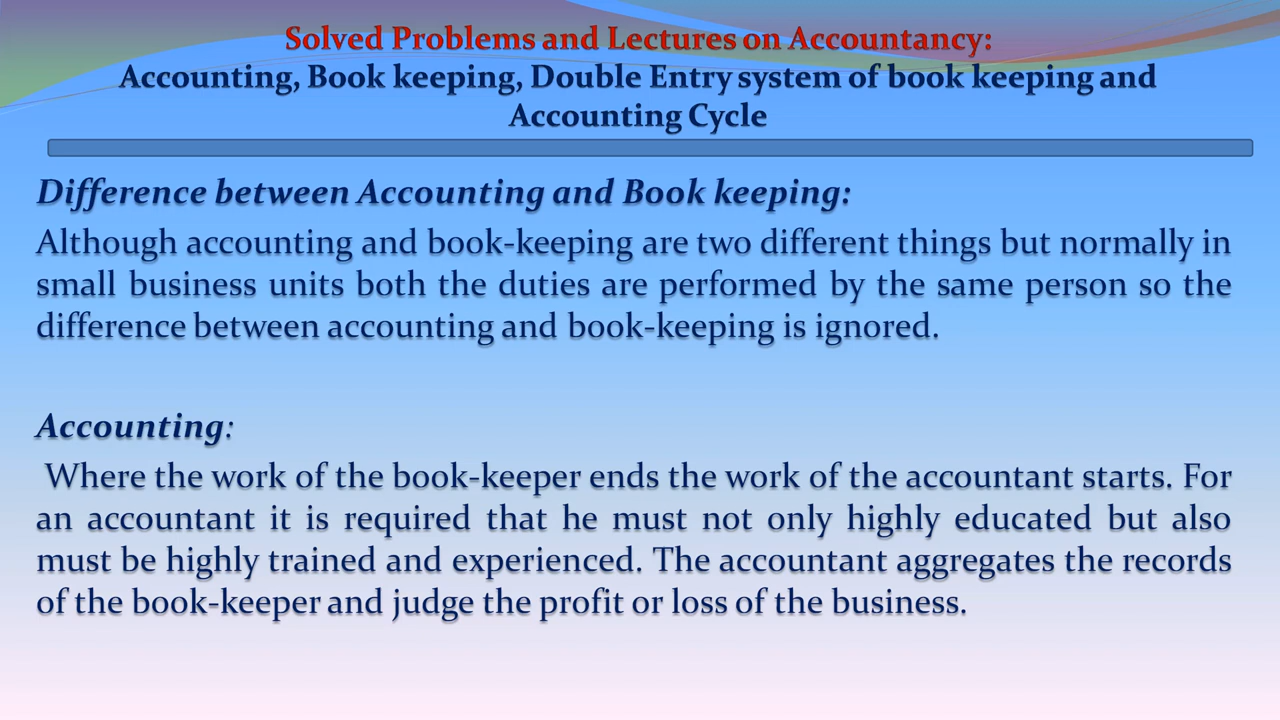 Solved Problems and Lectures on Accountancy:
Accounting, Book keeping, Double Entry system of book keeping and
Accounting Cycle
Difference between Accounting and Book keeping:
Although accounting and book-keeping are two different things but normally in
small business units both the duties are performed by the same person so the
difference between accounting and book-keeping is ignored.
Accounting:
Where the work of the book-keeper ends the work of the accountant starts. For
an accountant it is required that he must not only highly educated but also
must be highly trained and experienced. The accountant aggregates the records
of the book-keeper and judge the profit or loss of the business.